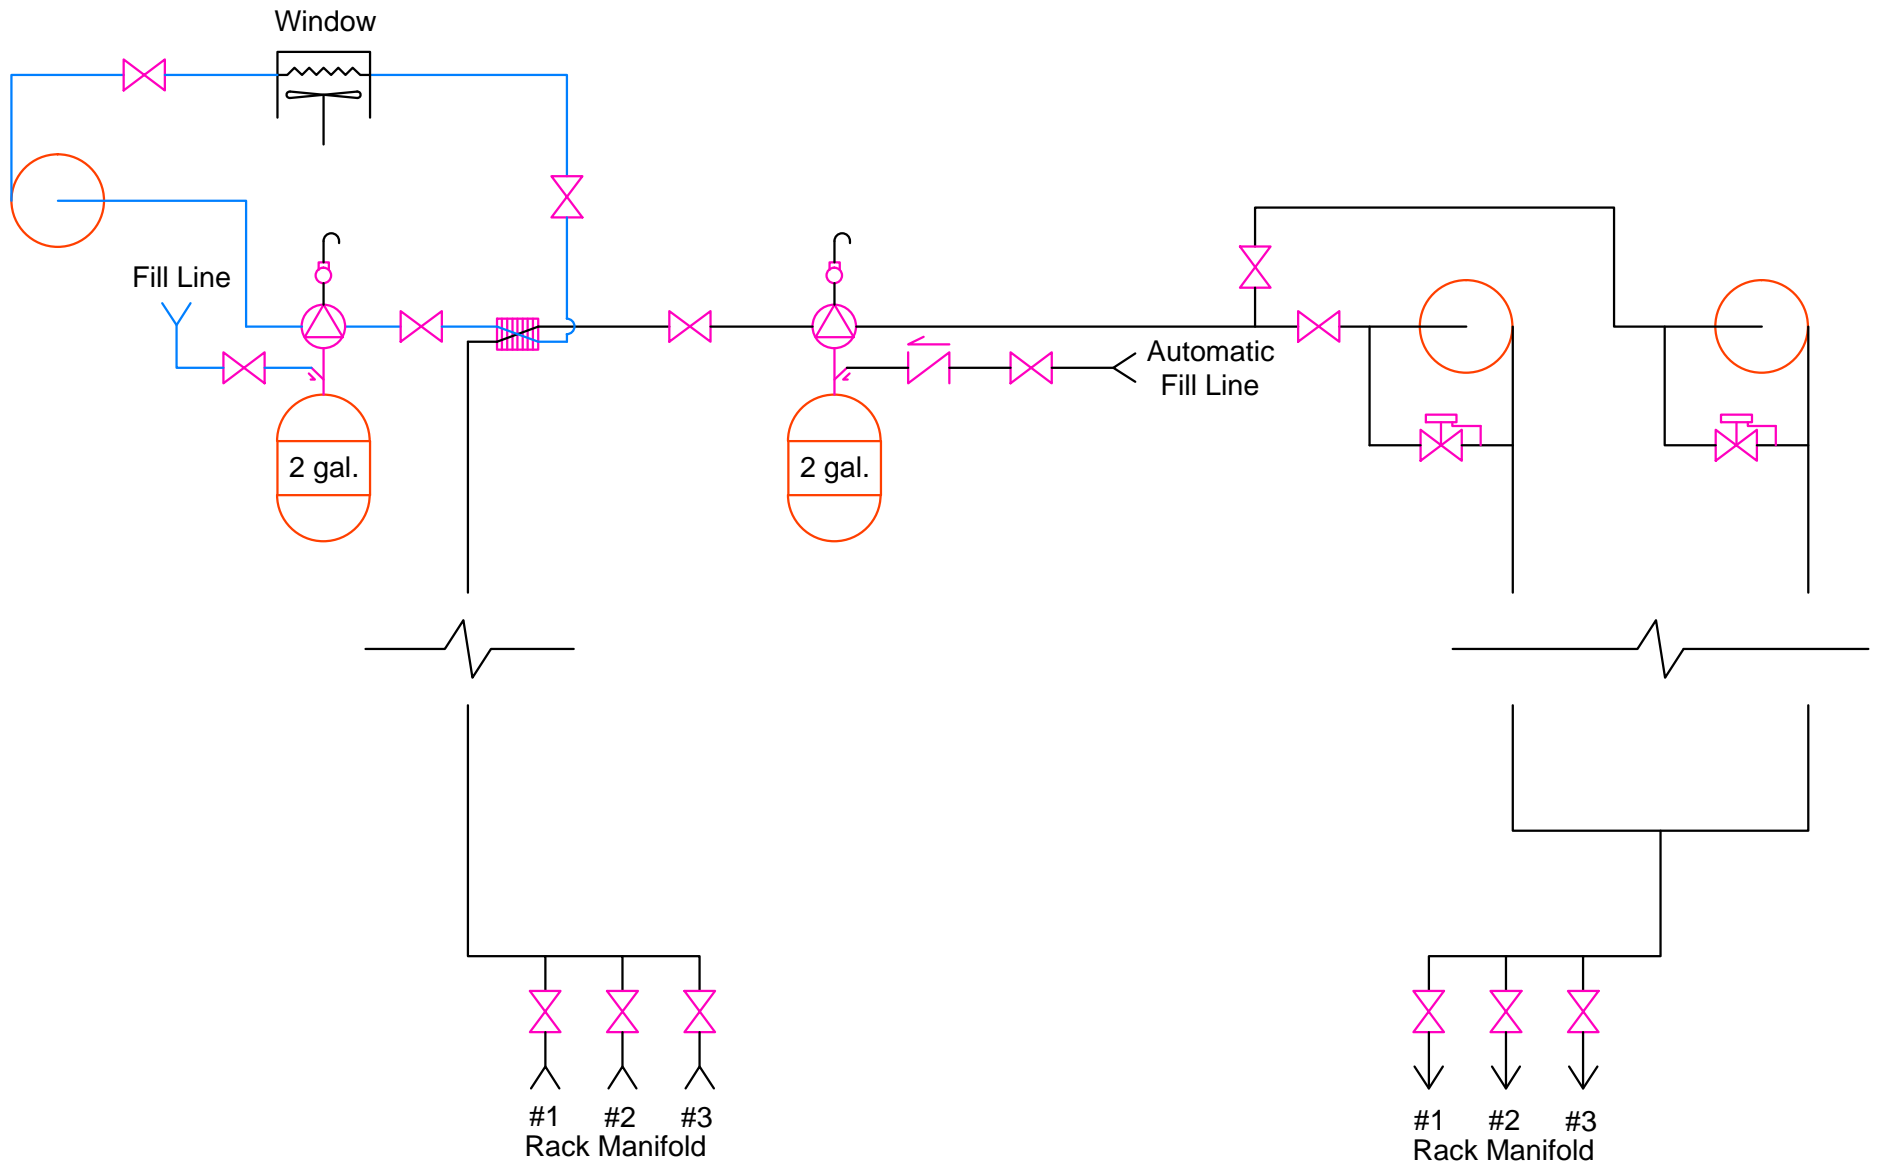 Window
Fill Line
Automatic
Fill Line
2 gal.
2 gal.
#1 #2 #3
Rack Manifold
#1 #2 #3
Rack Manifold